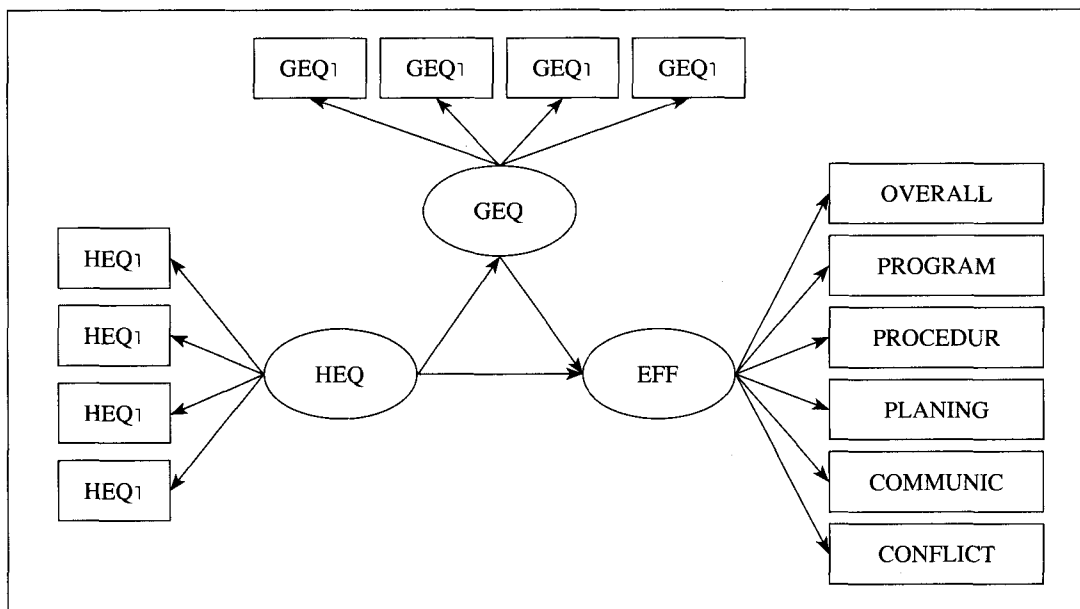 GEQ1 GEQ1 GEQ1 GEQ1
GEQ
OVERALL
HEQ1
PROGRAM
HEQ1
PROCEDUR
HEQ
EFF
HEQ1
PLANING
HEQ1
COMMUNIC
CONFLICT